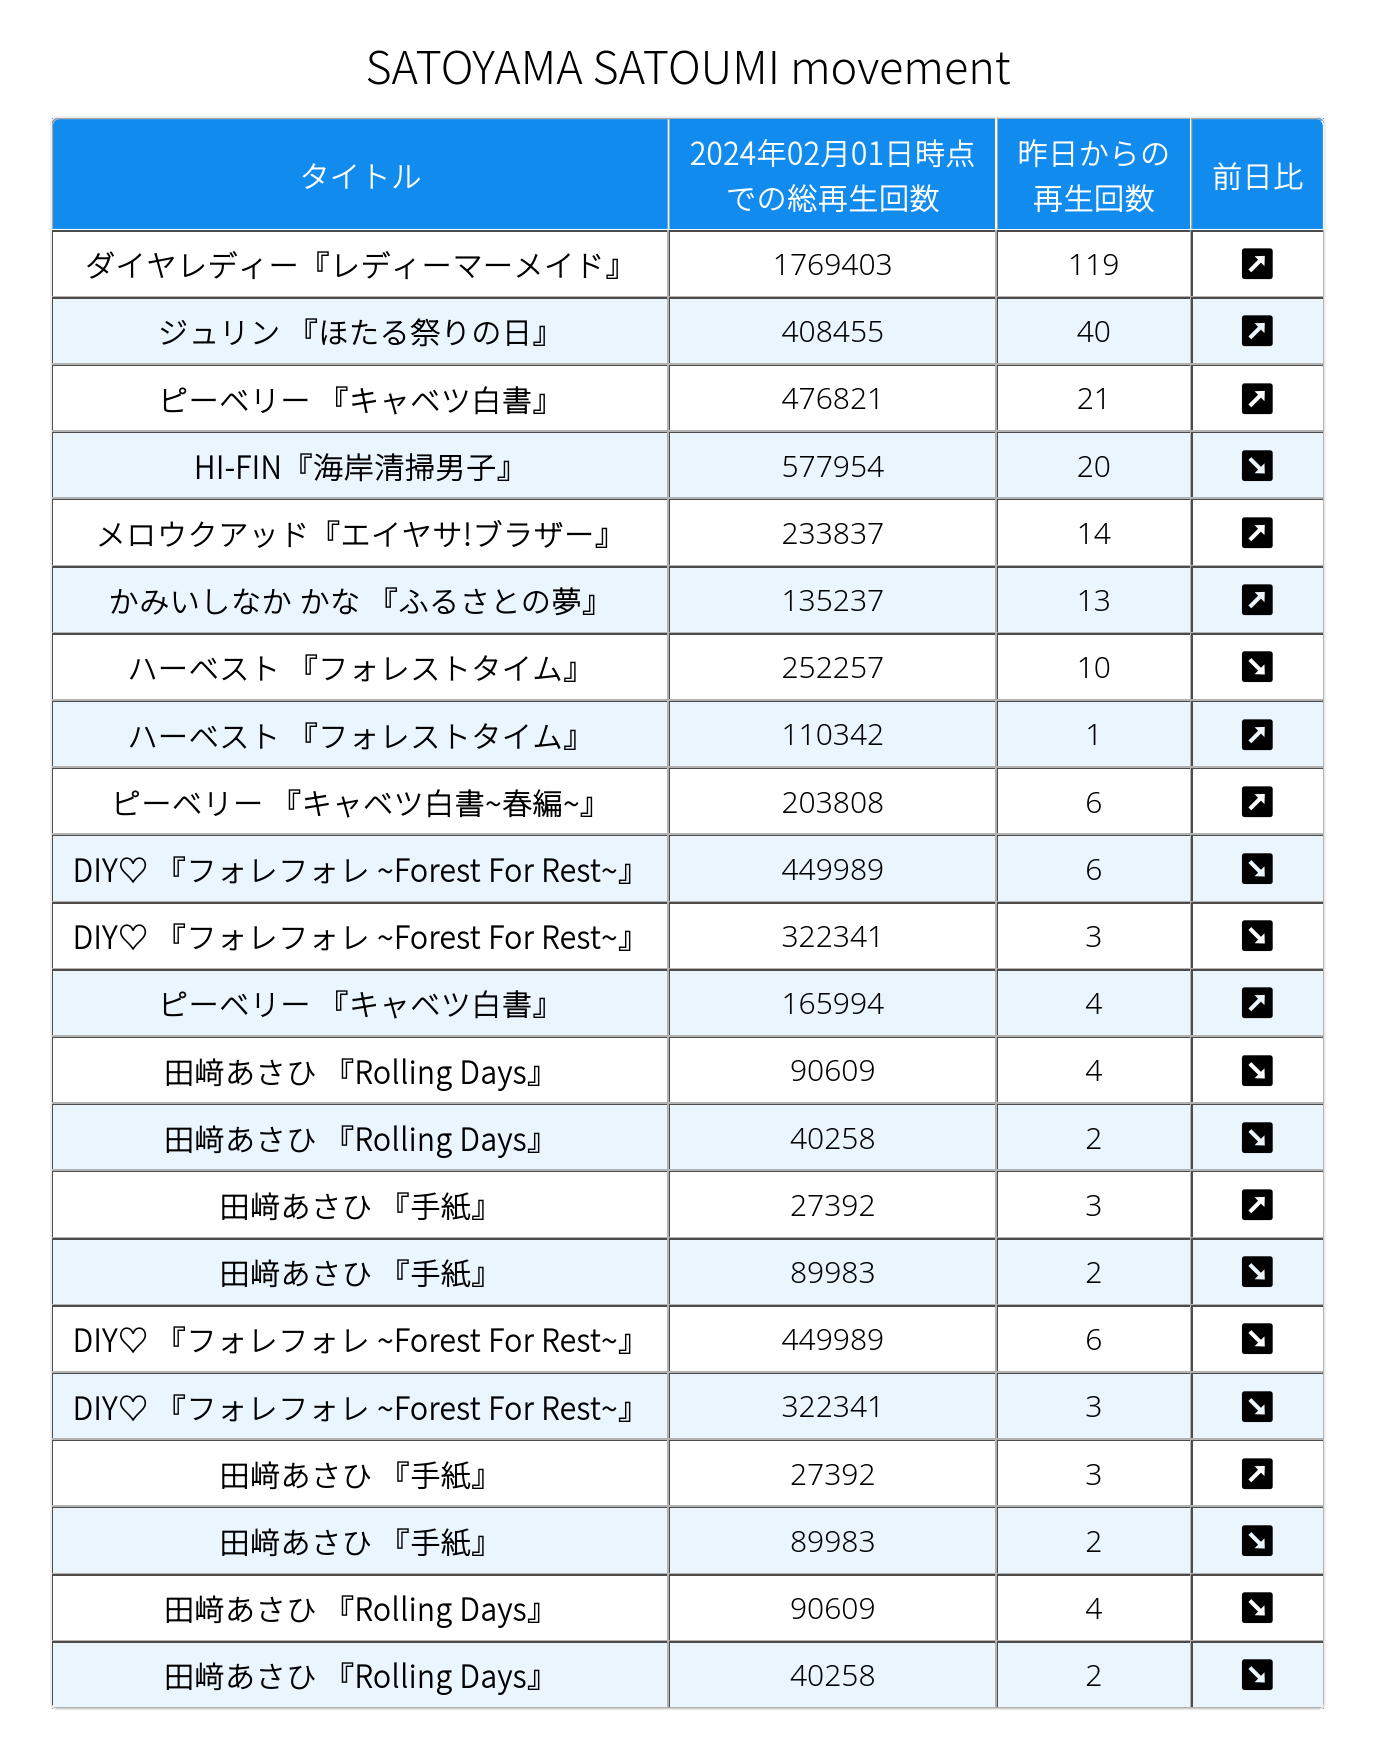 SATOYAMA SATOUMI movement
タイトル 2024年02月01日時点での総再生回数 昨日からの再生回数 前日比
ダイヤレディー『レディーマーメイド』 1769403 119 ↗
ジュリン 『ほたる祭りの日』 408455 40 ↗
ピーベリー 『キャベツ白書』 476821 21 ↗
HI-FIN『海岸清掃男子』 577954 20 ↘
メロウクアッド『エイヤサ!ブラザー』 233837 14 ↗
かみいしなか かな 『ふるさとの夢』 135237 13 ↗
ハーベスト 『フォレストタイム』 252257 10 ↘
ハーベスト 『フォレストタイム』 110342 1 ↗
ピーベリー 『キャベツ白書~春編~』 203808 6 ↗
DIY♡ 『フォレフォレ ~Forest For Rest~』 449989 6 ↘
DIY♡ 『フォレフォレ ~Forest For Rest~』 322341 3 ↘
ピーベリー 『キャベツ白書』 165994 4 ↗
田﨑あさひ 『Rolling Days』 90609 4 ↘
田﨑あさひ 『Rolling Days』 40258 2 ↘
田﨑あさひ 『手紙』 27392 3 ↗
田﨑あさひ 『手紙』 89983 2 ↘
DIY♡ 『フォレフォレ ~Forest For Rest~』 449989 6 ↘
DIY♡ 『フォレフォレ ~Forest For Rest~』 322341 3 ↘
田﨑あさひ 『手紙』 27392 3 ↗
田﨑あさひ 『手紙』 89983 2 ↘
田﨑あさひ 『Rolling Days』 90609 4 ↘
田﨑あさひ 『Rolling Days』 40258 2 ↘